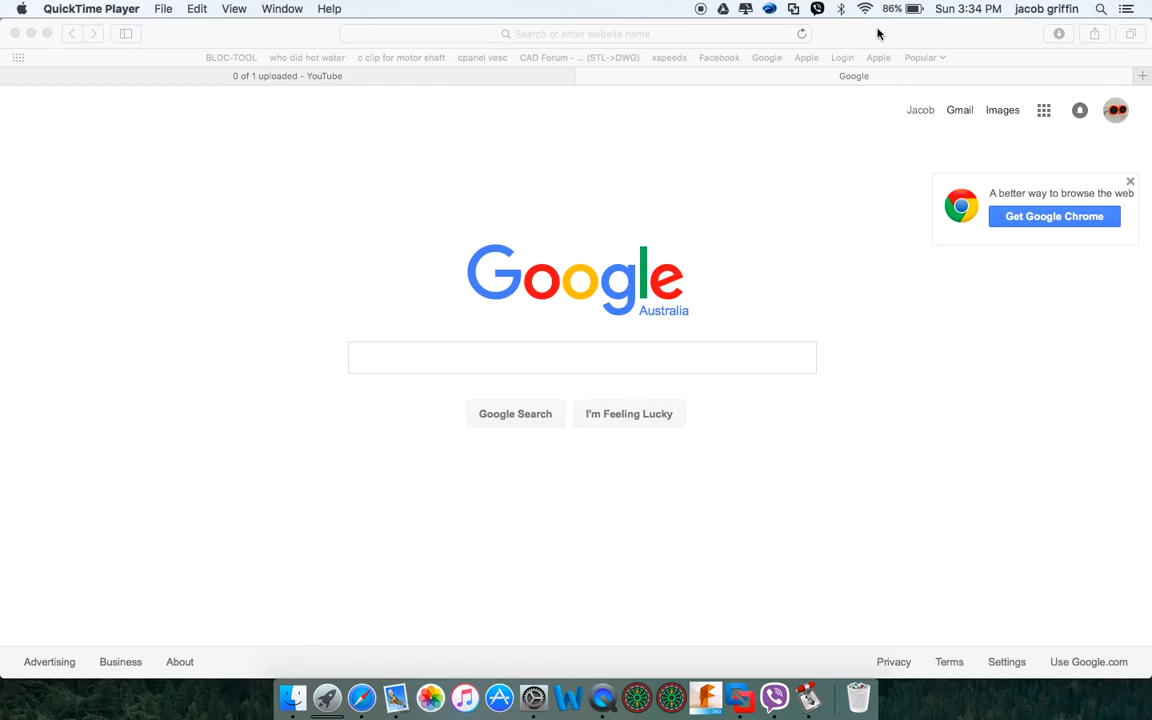 QuickTime Player File Edit View Window Help 86% Sun 3:34 PM jacob griffin
Search or enter website name
BLDC-TOOL who did hot water c clip for motor shaft cpanel vesc CAD Forum - ... (STL->DWG) xspeeds Facebook Google Apple Login Apple Popular
0 of 1 uploaded - YouTube Google
Jacob Gmail Images
A better way to browse the web
Get Google Chrome
Google
Australia
Google Search I'm Feeling Lucky
Advertising Business About Privacy Terms Settings Use Google.com
360